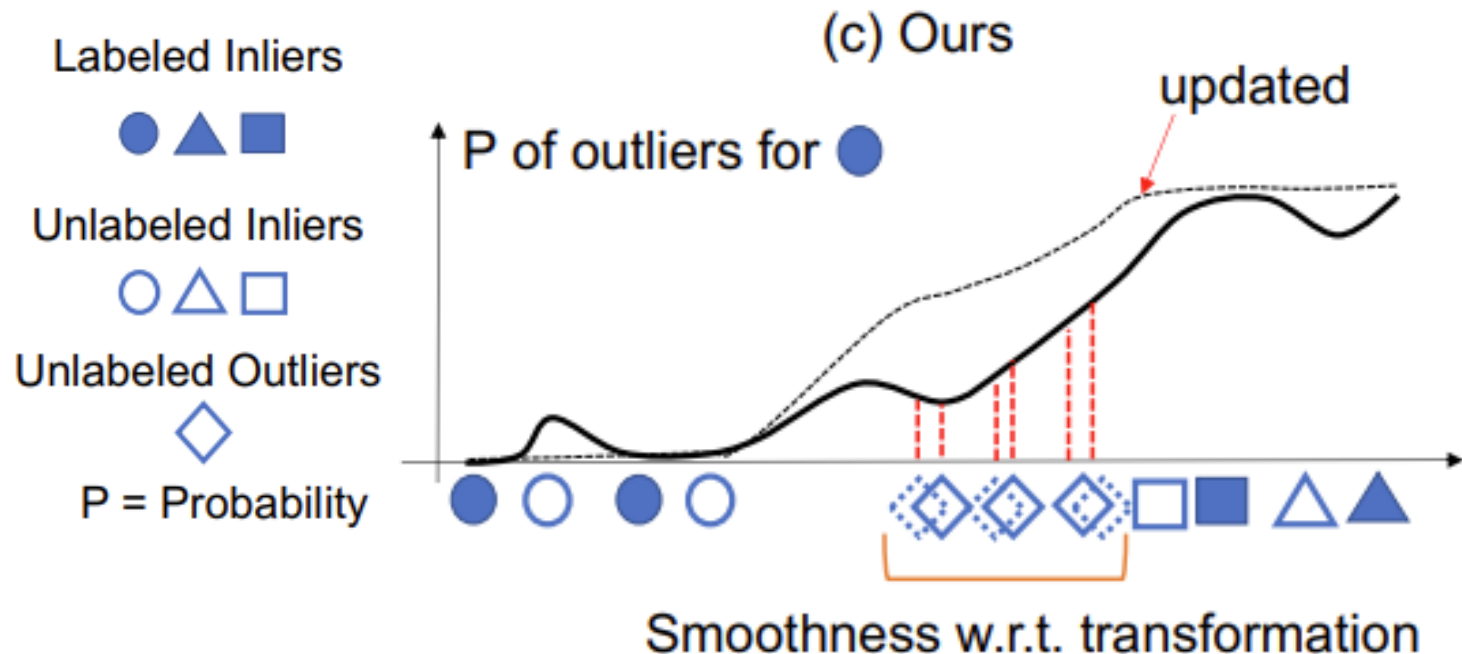 (c) Ours
Labeled Inliers
updated
P of outliers for
Unlabeled Inliers
Unlabeled Outliers
P = Probability
Smoothness w.r.t. transformation